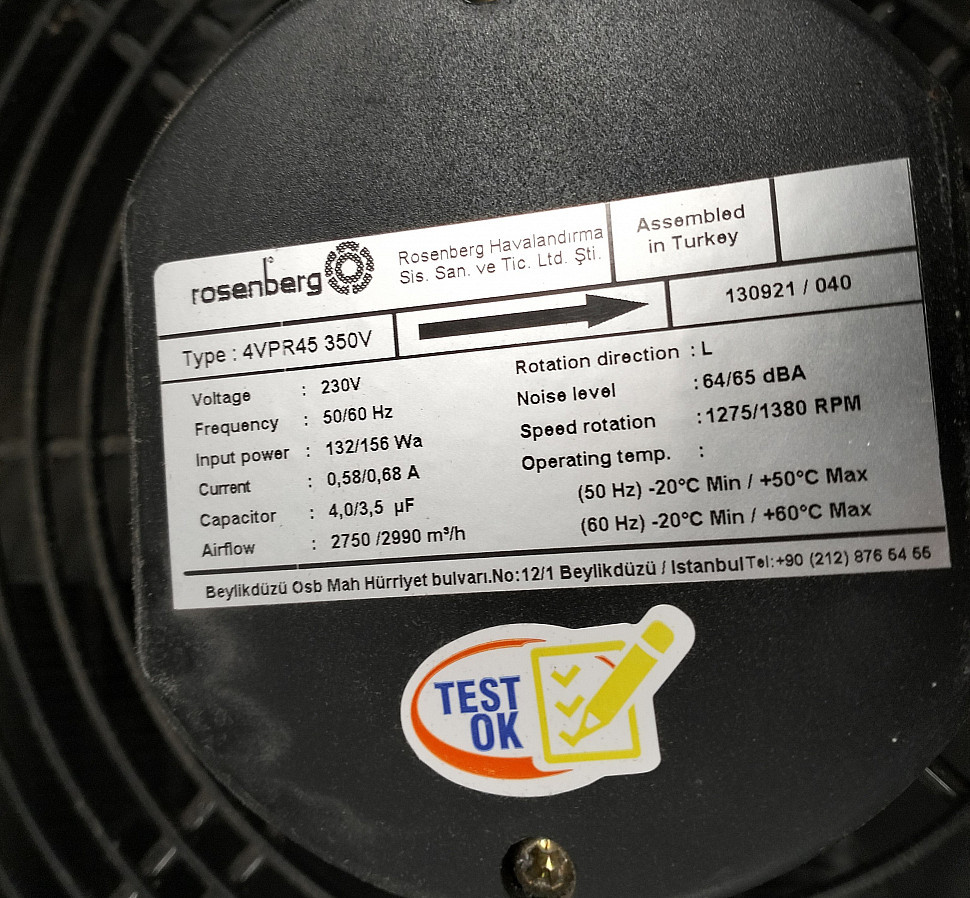 rosenberg
Rosenberg Havalandırma
Sis. San. ve Tic. Ltd. Şti.
Assembled
in Turkey
Type : 4VPR45 350V
130921 / 040
Voltage : 230V
Frequency : 50/60 Hz
Input power : 132/156 Wa
Current : 0,58/0,68 A
Capacitor : 4,0/3,5 µF
Airflow : 2750 /2990 m³/h
Rotation direction : L
Noise level : 64/65 dBA
Speed rotation : 1275/1380 RPM
Operating temp. :
(50 Hz) -20°C Min / +50°C Max
(60 Hz) -20°C Min / +60°C Max
Beylikdüzü Osb Mah Hürriyet bulvarı.No:12/1 Beylikdüzü / Istanbul Tel:+90 (212) 876 54 55
TEST
OK